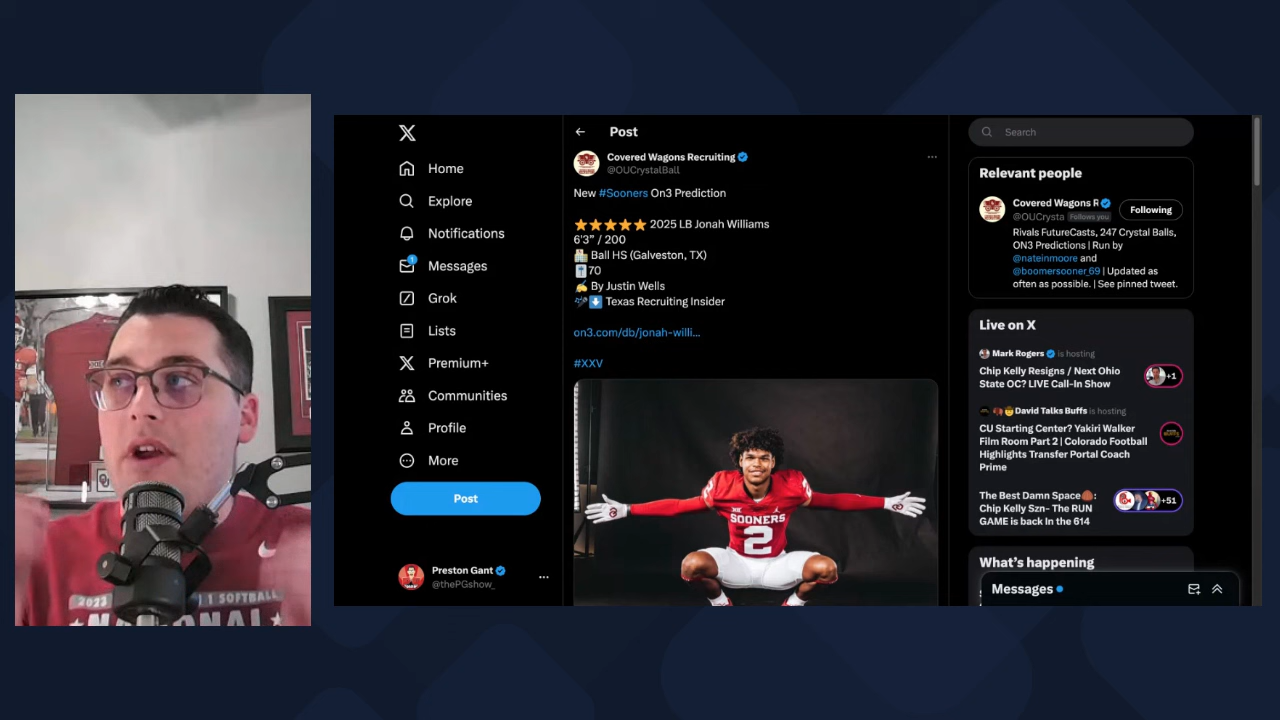 2023
1 SOFTBALL
NATIONAL
OU
Home
Explore
Notifications
1
Messages
Grok
Lists
Premium+
Communities
Profile
More
Post
Preston Gant
@thePGshow_
Post
Covered Wagons Recruiting
@OUCrystalBall
New #Sooners On3 Prediction
⭐⭐⭐⭐⭐ 2025 LB Jonah Williams
6'3" / 200
🏫 Ball HS (Galveston, TX)
70
✍️ By Justin Wells
Texas Recruiting Insider
on3.com/db/jonah-willi...
#XXV
SOONERS
2
Search
Relevant people
Covered Wagons R
@OUCrysta Follows you
Following
Rivals FutureCasts, 247 Crystal Balls,
ON3 Predictions | Run by
@nateinmoore and
@boomersooner_69 | Updated as
often as possible. | See pinned tweet.
Live on X
Mark Rogers is hosting
Chip Kelly Resigns / Next Ohio
State OC? LIVE Call-In Show
+1
David Talks Buffs is hosting
CU Starting Center? Yakiri Walker
Film Room Part 2 | Colorado Football
Highlights Transfer Portal Coach
Prime
The Best Damn Space🌰:
Chip Kelly Szn- The RUN
GAME is back In the 614
+51
What's happening
Messages